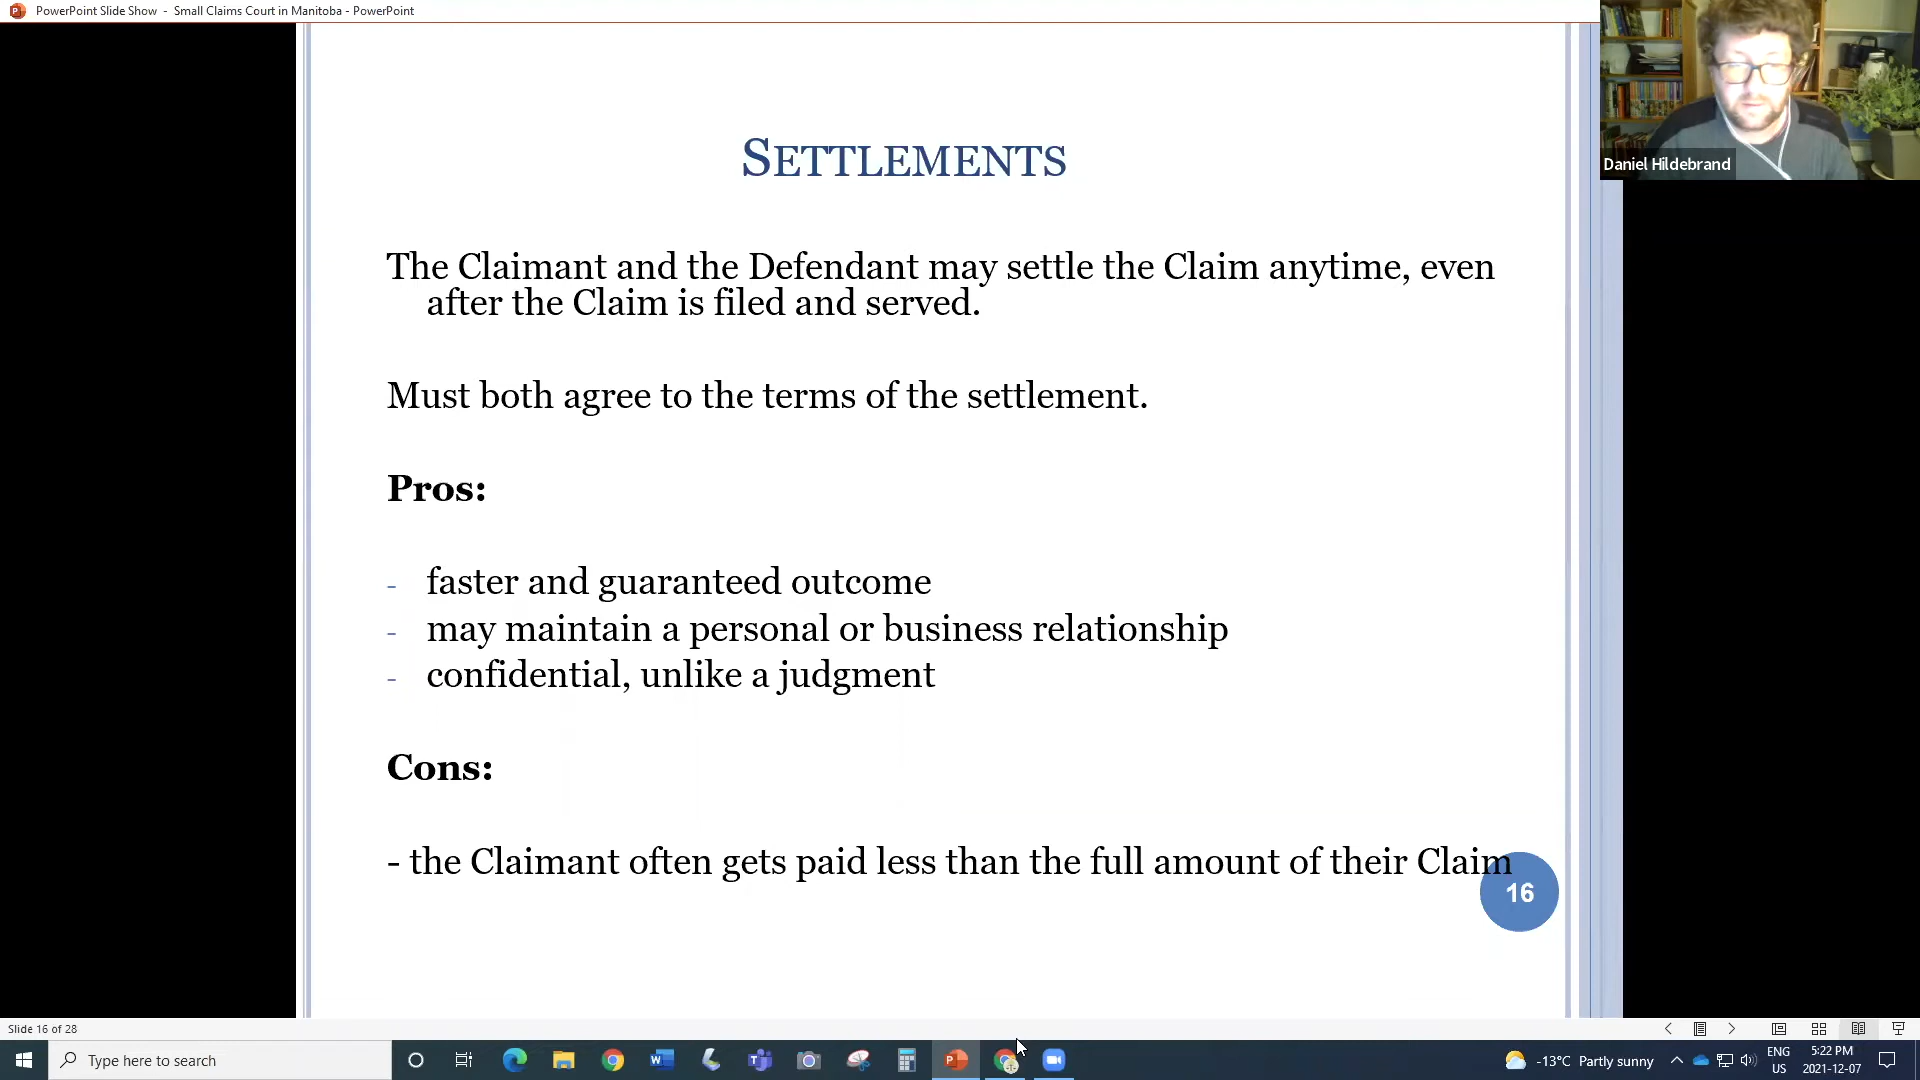 PowerPoint Slide Show - Small Claims Court in Manitoba - PowerPoint
Daniel Hildebrand
SETTLEMENTS
The Claimant and the Defendant may settle the Claim anytime, even
after the Claim is filed and served.
Must both agree to the terms of the settlement.
Pros:
- faster and guaranteed outcome
- may maintain a personal or business relationship
- confidential, unlike a judgment
Cons:
- the Claimant often gets paid less than the full amount of their Claim
16
Slide 16 of 28
Type here to search
-13°C Partly sunny
ENG
US
5:22 PM
2021-12-07